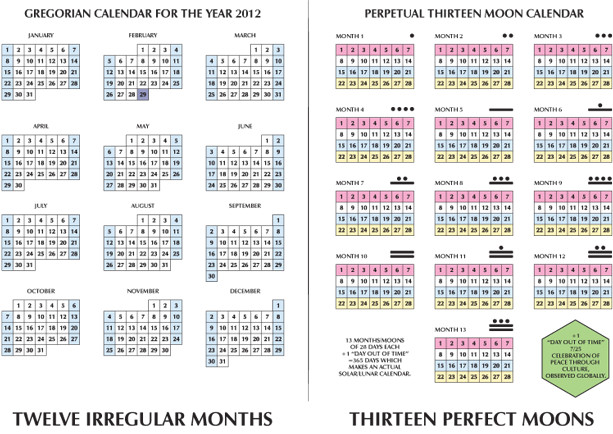 GREGORIAN CALENDAR FOR THE YEAR 2012
JANUARY
1 2 3 4 5 6 7
8 9 10 11 12 13 14
15 16 17 18 19 20 21
22 23 24 25 26 27 28
29 30 31
FEBRUARY
1 2 3 4
5 6 7 8 9 10 11
12 13 14 15 16 17 18
19 20 21 22 23 24 25
26 27 28 29
MARCH
1 2 3
4 5 6 7 8 9 10
11 12 13 14 15 16 17
18 19 20 21 22 23 24
25 26 27 28 29 30 31
APRIL
1 2 3 4 5 6 7
8 9 10 11 12 13 14
15 16 17 18 19 20 21
22 23 24 25 26 27 28
29 30
MAY
1 2 3 4 5
6 7 8 9 10 11 12
13 14 15 16 17 18 19
20 21 22 23 24 25 26
27 28 29 30 31
JUNE
1 2
3 4 5 6 7 8 9
10 11 12 13 14 15 16
17 18 19 20 21 22 23
24 25 26 27 28 29 30
JULY
1 2 3 4 5 6 7
8 9 10 11 12 13 14
15 16 17 18 19 20 21
22 23 24 25 26 27 28
29 30 31
AUGUST
1 2 3 4
5 6 7 8 9 10 11
12 13 14 15 16 17 18
19 20 21 22 23 24 25
26 27 28 29 30 31
SEPTEMBER
1
2 3 4 5 6 7 8
9 10 11 12 13 14 15
16 17 18 19 20 21 22
23 24 25 26 27 28 29
30
OCTOBER
1 2 3 4 5 6
7 8 9 10 11 12 13
14 15 16 17 18 19 20
21 22 23 24 25 26 27
28 29 30 31
NOVEMBER
1 2 3
4 5 6 7 8 9 10
11 12 13 14 15 16 17
18 19 20 21 22 23 24
25 26 27 28 29 30
DECEMBER
1
2 3 4 5 6 7 8
9 10 11 12 13 14 15
16 17 18 19 20 21 22
23 24 25 26 27 28 29
30 31
TWELVE IRREGULAR MONTHS
PERPETUAL THIRTEEN MOON CALENDAR
MONTH 1
1 2 3 4 5 6 7
8 9 10 11 12 13 14
15 16 17 18 19 20 21
22 23 24 25 26 27 28
MONTH 2
1 2 3 4 5 6 7
8 9 10 11 12 13 14
15 16 17 18 19 20 21
22 23 24 25 26 27 28
MONTH 3
1 2 3 4 5 6 7
8 9 10 11 12 13 14
15 16 17 18 19 20 21
22 23 24 25 26 27 28
MONTH 4
1 2 3 4 5 6 7
8 9 10 11 12 13 14
15 16 17 18 19 20 21
22 23 24 25 26 27 28
MONTH 5
1 2 3 4 5 6 7
8 9 10 11 12 13 14
15 16 17 18 19 20 21
22 23 24 25 26 27 28
MONTH 6
1 2 3 4 5 6 7
8 9 10 11 12 13 14
15 16 17 18 19 20 21
22 23 24 25 26 27 28
MONTH 7
1 2 3 4 5 6 7
8 9 10 11 12 13 14
15 16 17 18 19 20 21
22 23 24 25 26 27 28
MONTH 8
1 2 3 4 5 6 7
8 9 10 11 12 13 14
15 16 17 18 19 20 21
22 23 24 25 26 27 28
MONTH 9
1 2 3 4 5 6 7
8 9 10 11 12 13 14
15 16 17 18 19 20 21
22 23 24 25 26 27 28
MONTH 10
1 2 3 4 5 6 7
8 9 10 11 12 13 14
15 16 17 18 19 20 21
22 23 24 25 26 27 28
MONTH 11
1 2 3 4 5 6 7
8 9 10 11 12 13 14
15 16 17 18 19 20 21
22 23 24 25 26 27 28
MONTH 12
1 2 3 4 5 6 7
8 9 10 11 12 13 14
15 16 17 18 19 20 21
22 23 24 25 26 27 28
13 MONTHS/MOONS
OF 28 DAYS EACH
+1 "DAY OUT OF TIME"
=365 DAYS WHICH
MAKES AN ACTUAL
SOLAR/LUNAR CALENDAR.
MONTH 13
1 2 3 4 5 6 7
8 9 10 11 12 13 14
15 16 17 18 19 20 21
22 23 24 25 26 27 28
+1
"DAY OUT OF TIME"
7/25
CELEBRATION OF
PEACE THROUGH
CULTURE,
OBSERVED GLOBALLY.
THIRTEEN PERFECT MOONS